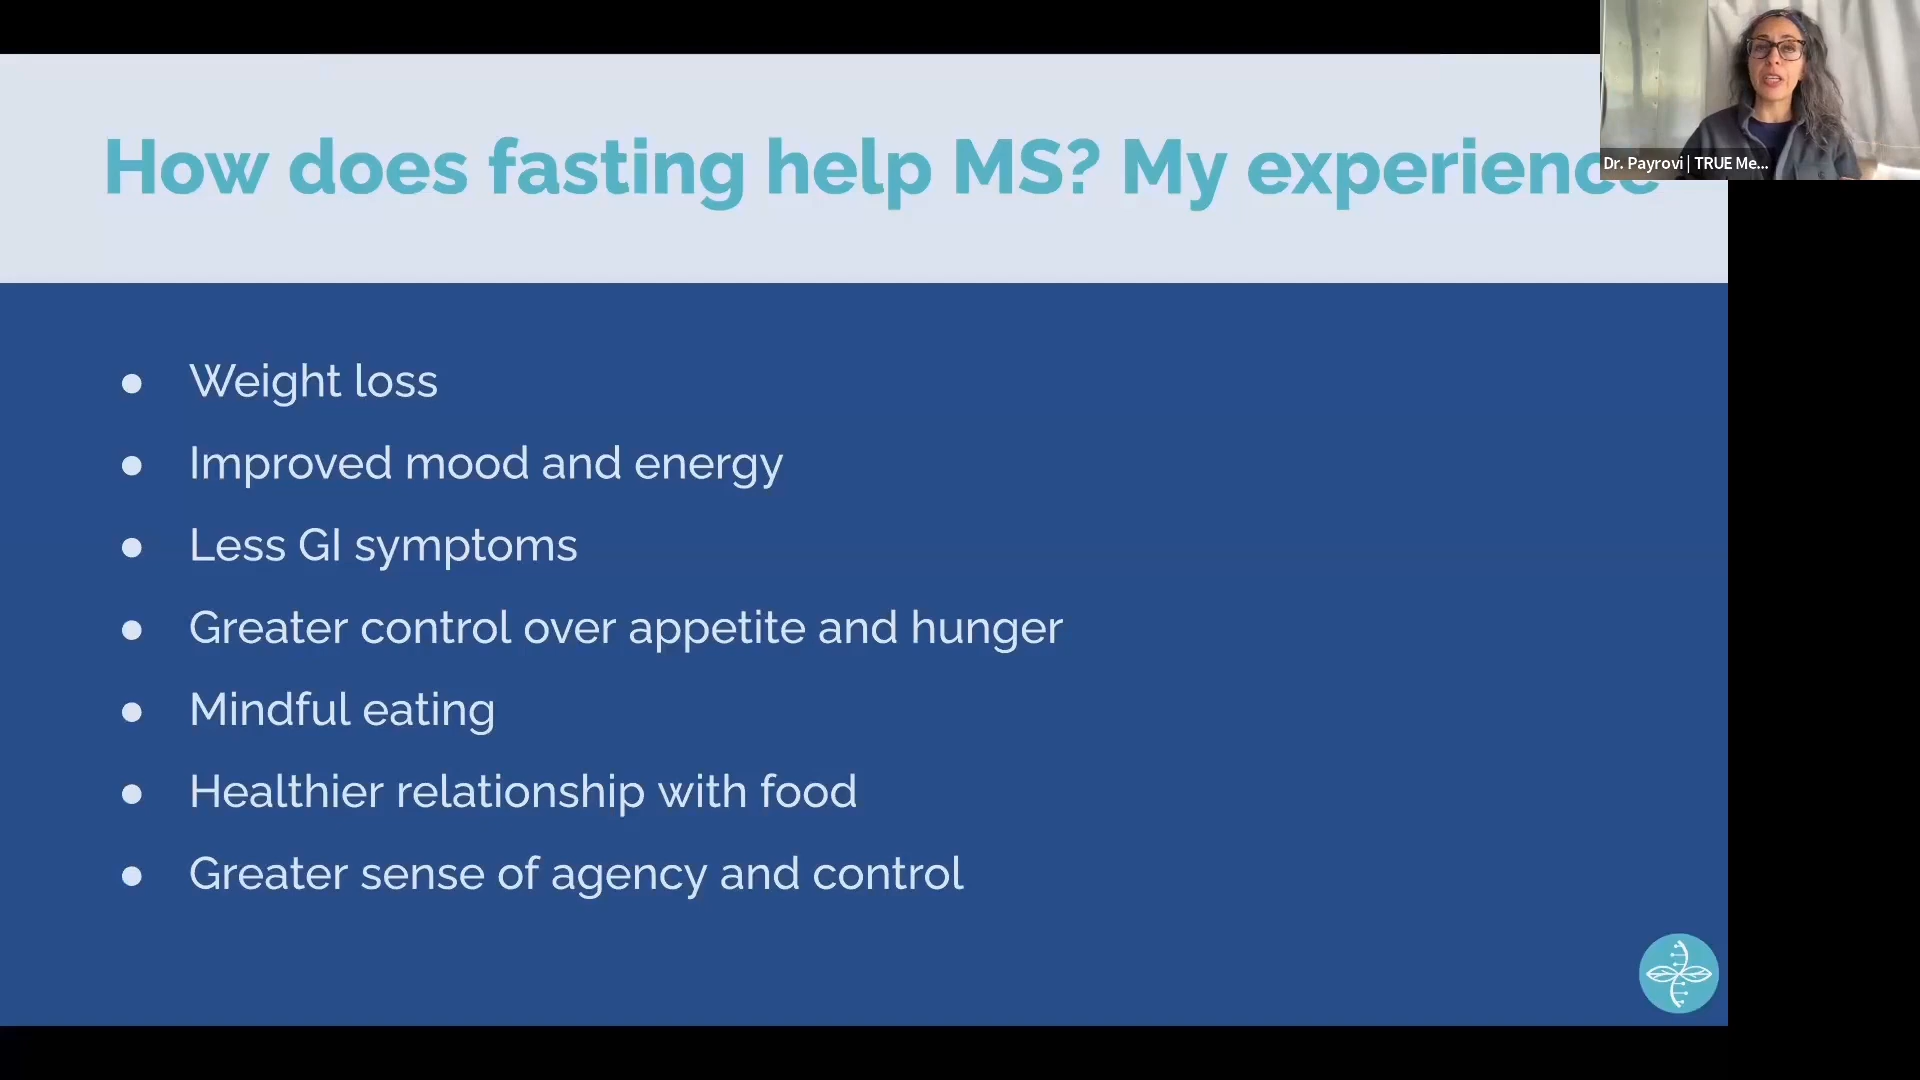 How does fasting help MS? My experience
Dr. Payrovi | TRUE Me...
Weight loss
Improved mood and energy
Less GI symptoms
Greater control over appetite and hunger
Mindful eating
Healthier relationship with food
Greater sense of agency and control